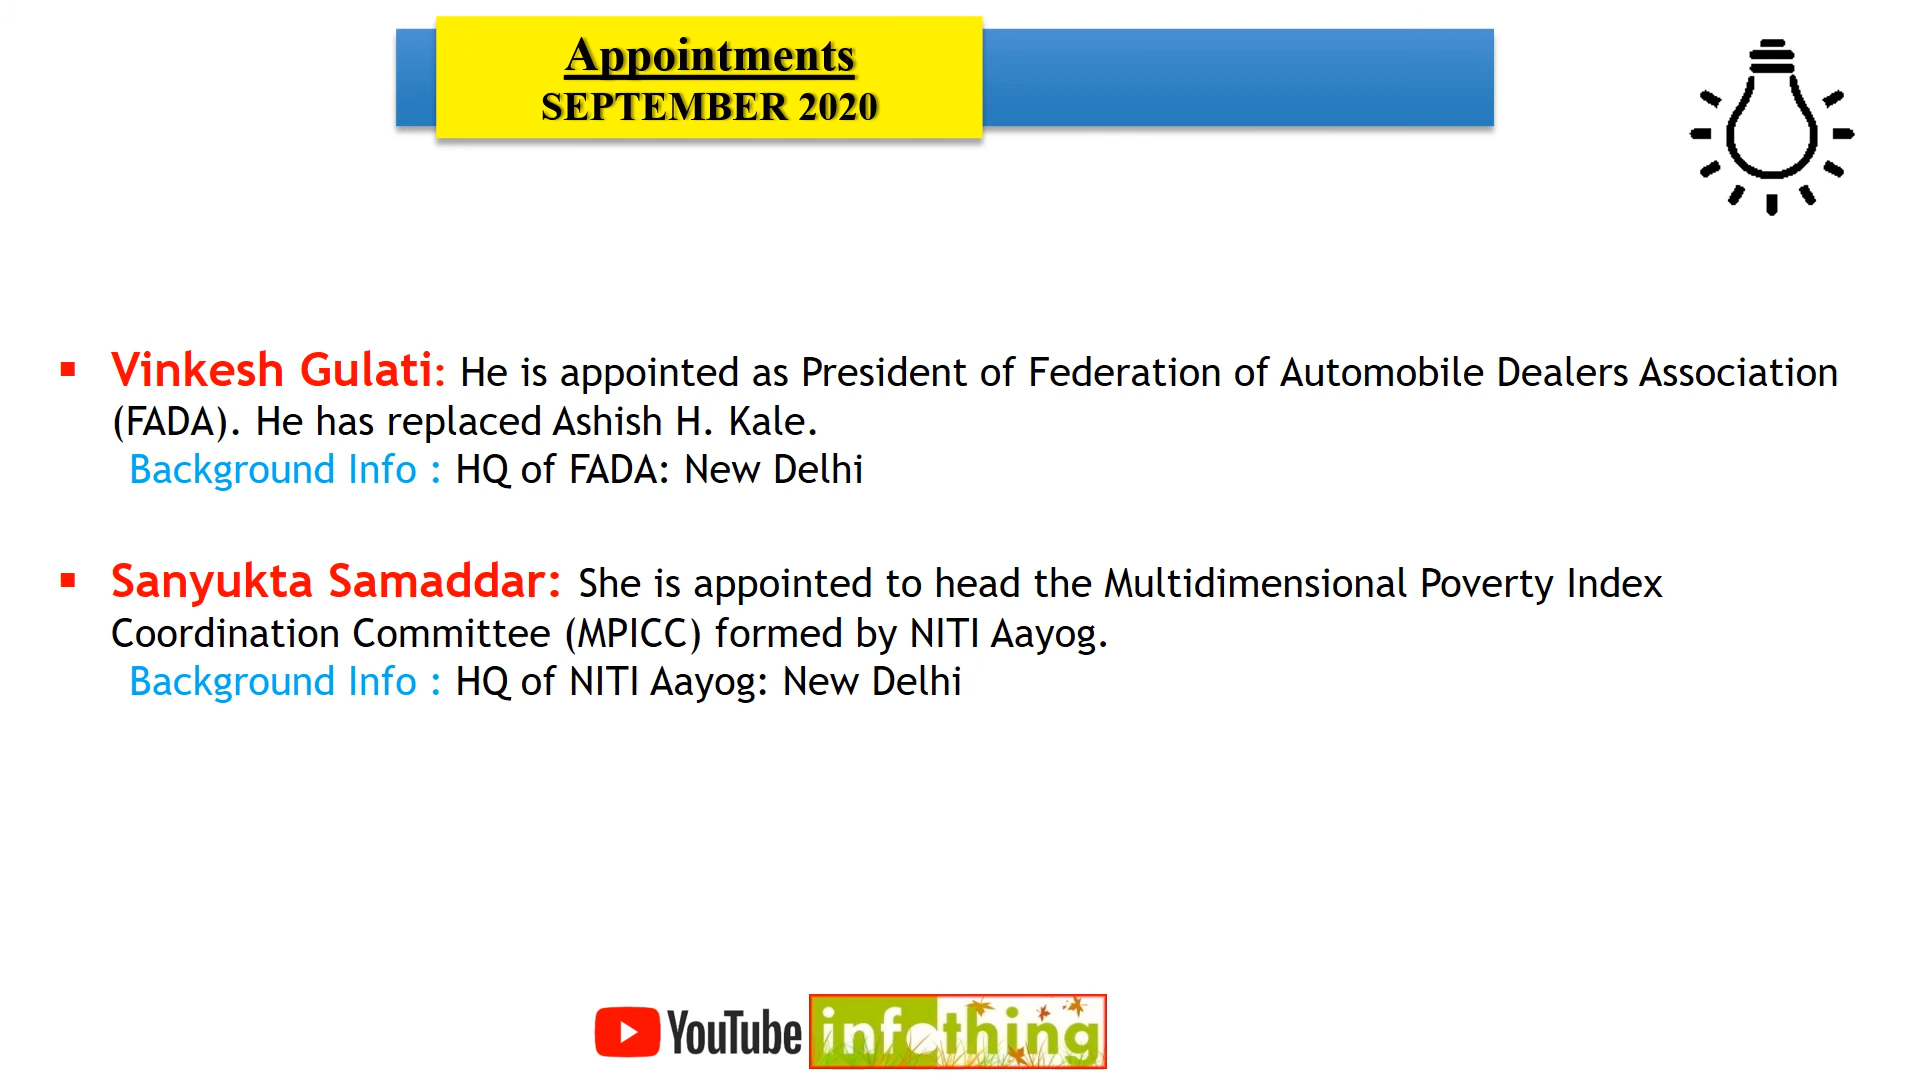 Appointments
SEPTEMBER 2020
▪ Vinkesh Gulati: He is appointed as President of Federation of Automobile Dealers Association
(FADA). He has replaced Ashish H. Kale.
Background Info : HQ of FADA: New Delhi
▪ Sanyukta Samaddar: She is appointed to head the Multidimensional Poverty Index
Coordination Committee (MPICC) formed by NITI Aayog.
Background Info : HQ of NITI Aayog: New Delhi
YouTube infothing